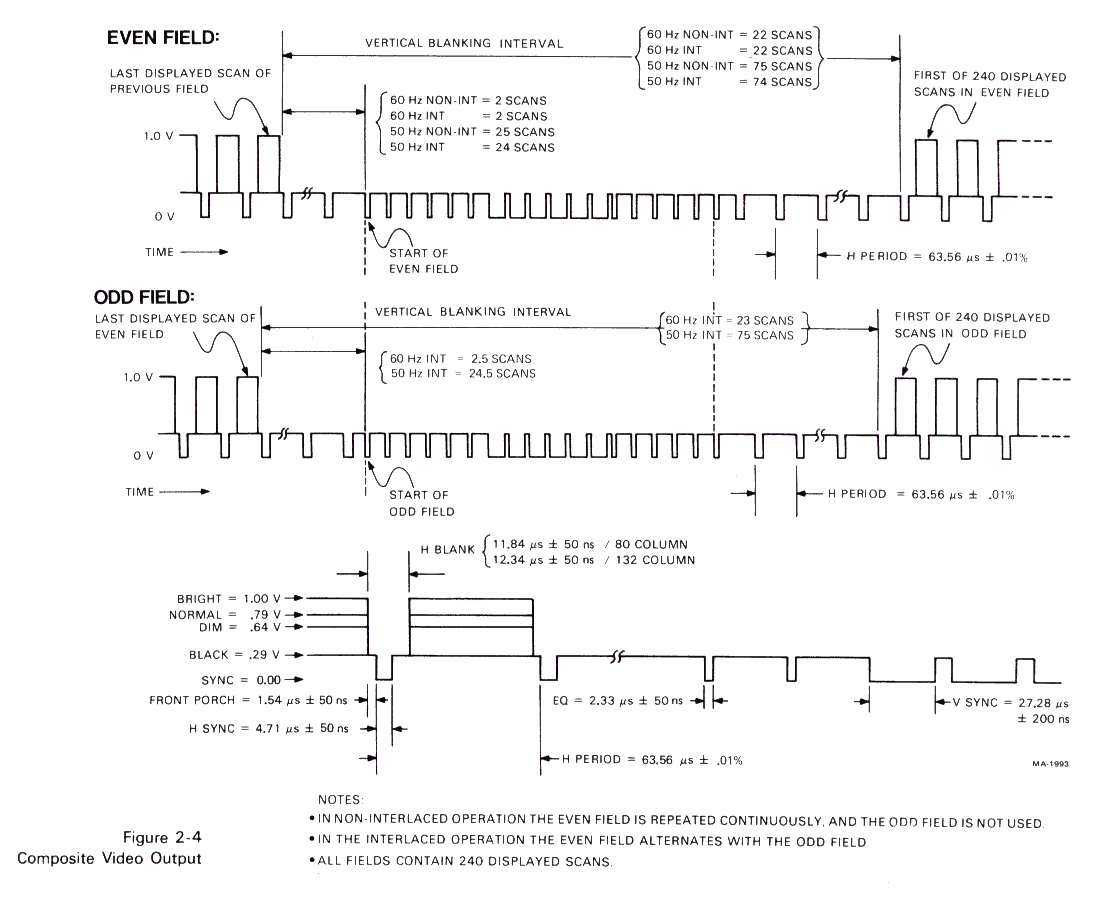 EVEN FIELD:
VERTICAL BLANKING INTERVAL
60 Hz NON-INT = 22 SCANS
60 Hz INT = 22 SCANS
50 Hz NON-INT = 75 SCANS
50 Hz INT = 74 SCANS
LAST DISPLAYED SCAN OF
PREVIOUS FIELD
60 Hz NON-INT = 2 SCANS
60 Hz INT = 2 SCANS
50 Hz NON-INT = 25 SCANS
50 Hz INT = 24 SCANS
FIRST OF 240 DISPLAYED
SCANS IN EVEN FIELD
1.0 V
0 V
TIME
START OF
EVEN FIELD
H PERIOD = 63.56 µs ± .01%
ODD FIELD:
LAST DISPLAYED SCAN OF
EVEN FIELD
VERTICAL BLANKING INTERVAL
60 Hz INT = 23 SCANS
50 Hz INT = 75 SCANS
FIRST OF 240 DISPLAYED
SCANS IN ODD FIELD
60 Hz INT = 2.5 SCANS
50 Hz INT = 24.5 SCANS
1.0 V
0 V
TIME
START OF
ODD FIELD
H PERIOD = 63.56 µs ± .01%
H BLANK
11.84 µs ± 50 ns / 80 COLUMN
12.34 µs ± 50 ns / 132 COLUMN
BRIGHT = 1.00 V
NORMAL = .79 V
DIM = .64 V
BLACK = .29 V
SYNC = 0.00
FRONT PORCH = 1.54 µs ± 50 ns
EQ = 2.33 µs ± 50 ns
V SYNC = 27.28 µs
± 200 ns
H SYNC = 4.71 µs ± 50 ns
H PERIOD = 63.56 µs ± .01%
MA-1993
NOTES:
• IN NON-INTERLACED OPERATION THE EVEN FIELD IS REPEATED CONTINUOUSLY, AND THE ODD FIELD IS NOT USED.
• IN THE INTERLACED OPERATION THE EVEN FIELD ALTERNATES WITH THE ODD FIELD
• ALL FIELDS CONTAIN 240 DISPLAYED SCANS.
Figure 2-4
Composite Video Output